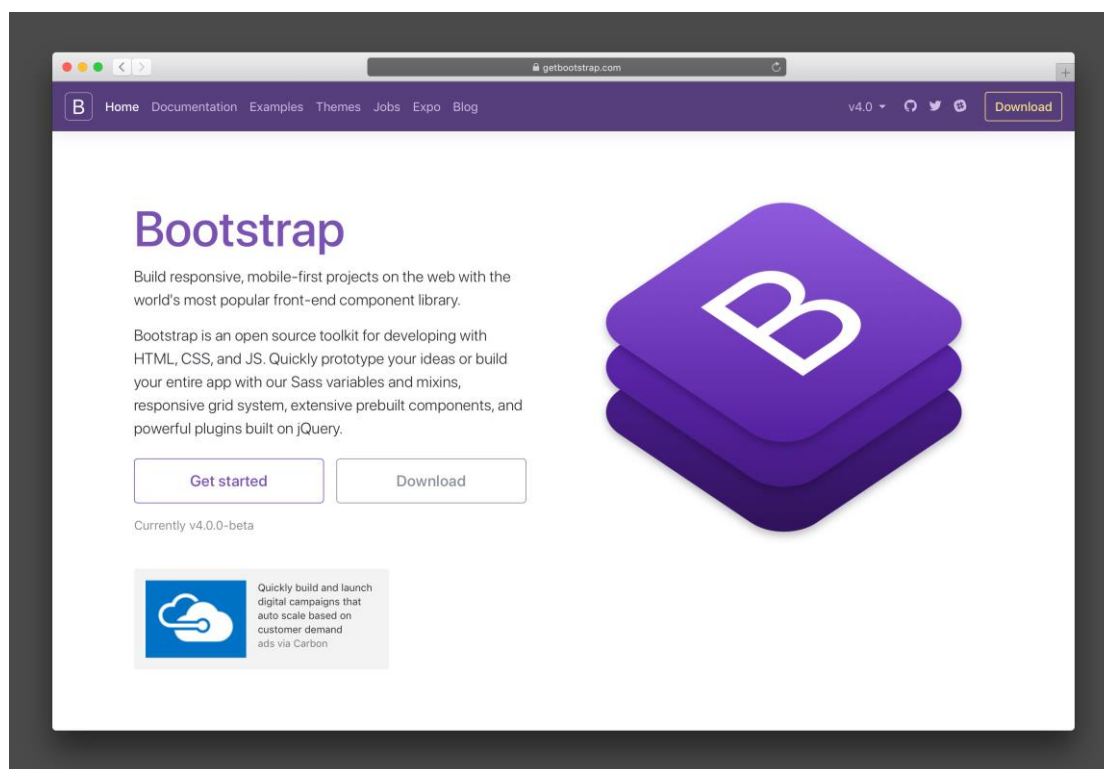 getbootstrap.com
B Home Documentation Examples Themes Jobs Expo Blog v4.0 Download
Bootstrap
Build responsive, mobile-first projects on the web with the
world's most popular front-end component library.
Bootstrap is an open source toolkit for developing with
HTML, CSS, and JS. Quickly prototype your ideas or build
your entire app with our Sass variables and mixins,
responsive grid system, extensive prebuilt components, and
powerful plugins built on jQuery.
Get started Download
Currently v4.0.0-beta
Quickly build and launch
digital campaigns that
auto scale based on
customer demand
ads via Carbon
B